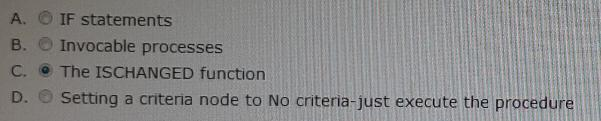 A. IF statements
B. Invocable processes
C. The ISCHANGED function
D. Setting a criteria node to No criteria-just execute the procedure